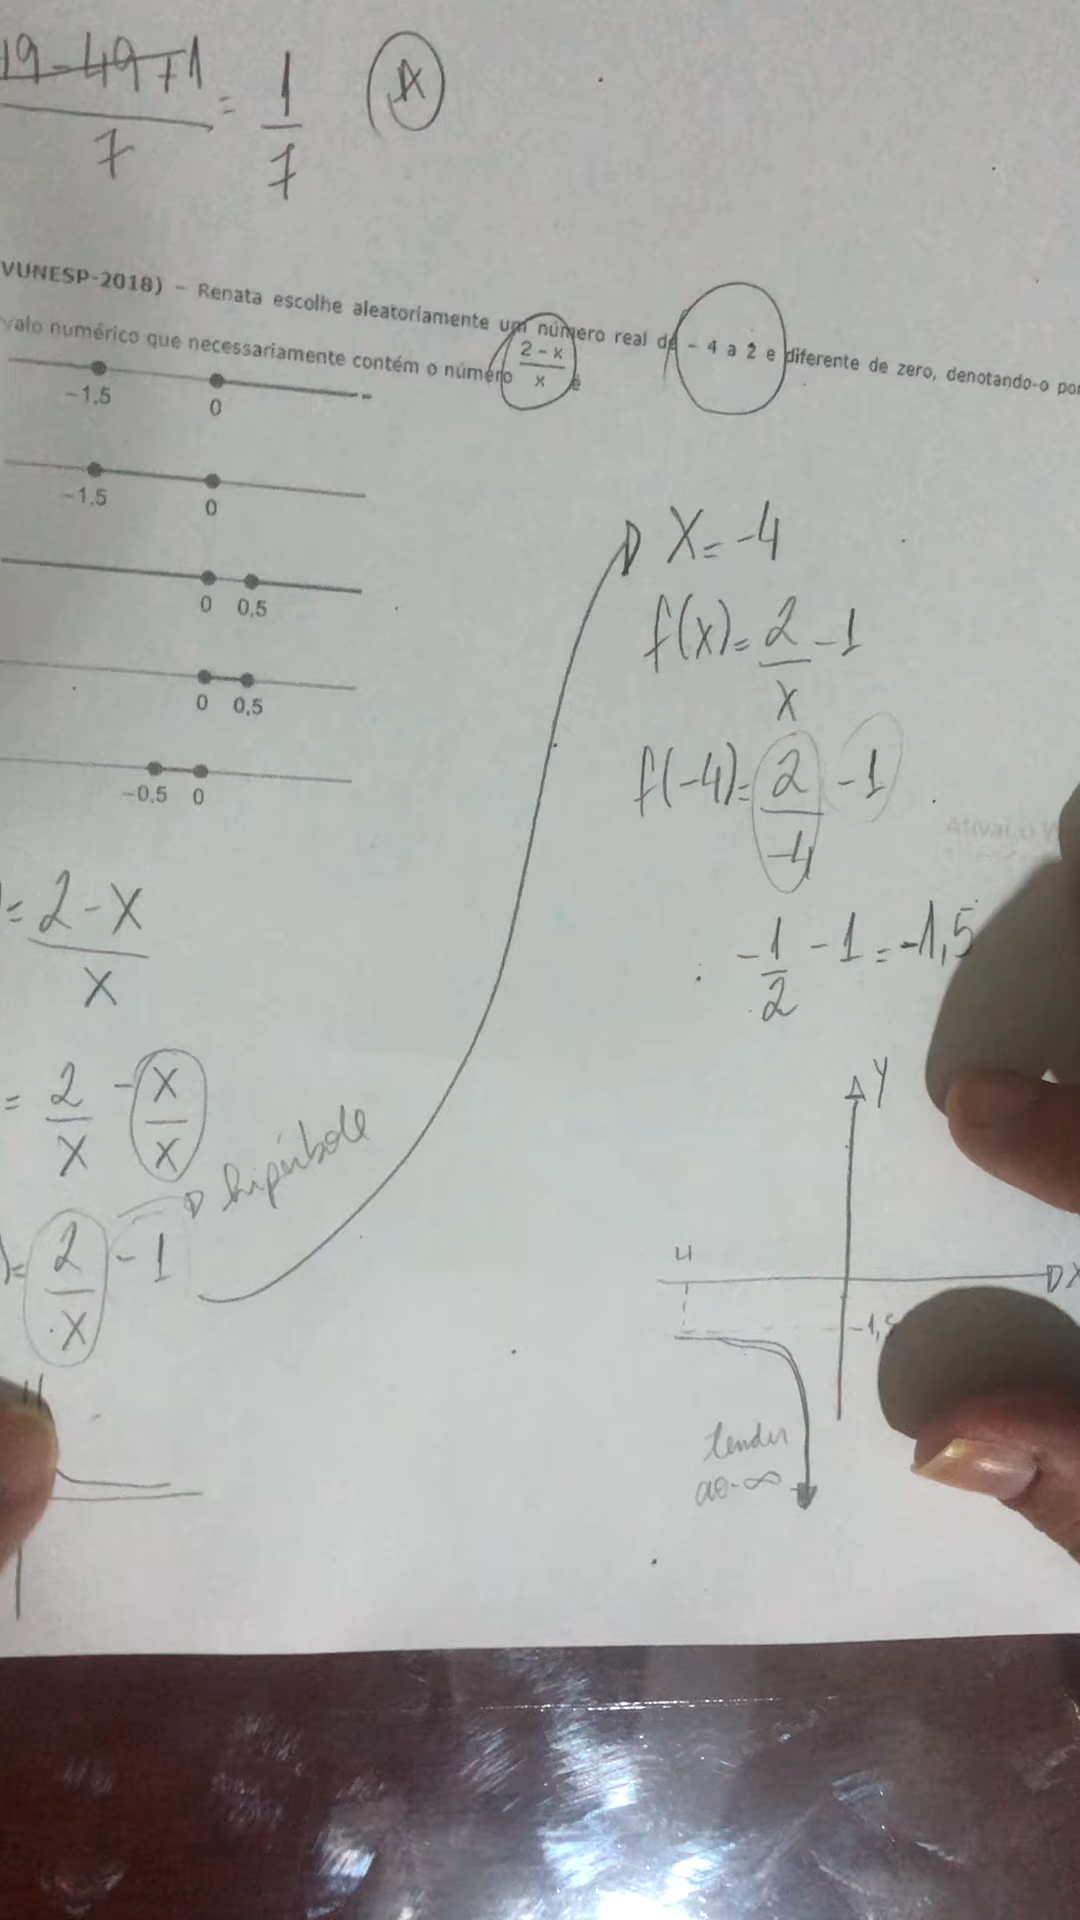 19-49+1
7
= 1
7
A
VUNESP-2018) - Renata escolhe aleatoriamente um número real de - 4 a 2 e diferente de zero, denotando-o por
valo numérico que necessariamente contém o número 2 - x
x
é
-1,5 0
-1,5 0
0 0,5
0 0,5
-0,5 0
= 2-X
X
= 2 - X
X X
hipérbole
)= 2 - 1
X
X = -4
f(x) = 2 - 1
X
f(-4) = 2 - 1
-4
-1 - 1 = -1,5
2
Y
4
X
-1,5
tender
ao -∞
Ativar o W